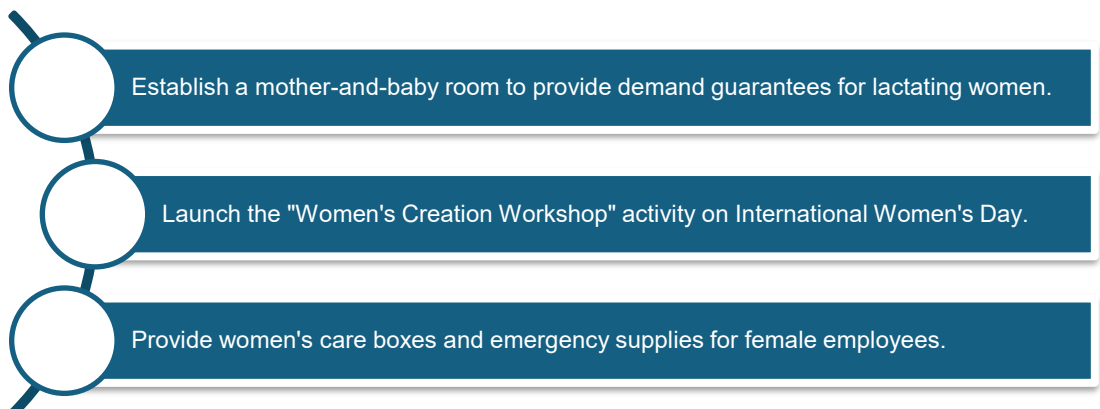 Establish a mother-and-baby room to provide demand guarantees for lactating women.
Launch the "Women's Creation Workshop" activity on International Women's Day.
Provide women's care boxes and emergency supplies for female employees.